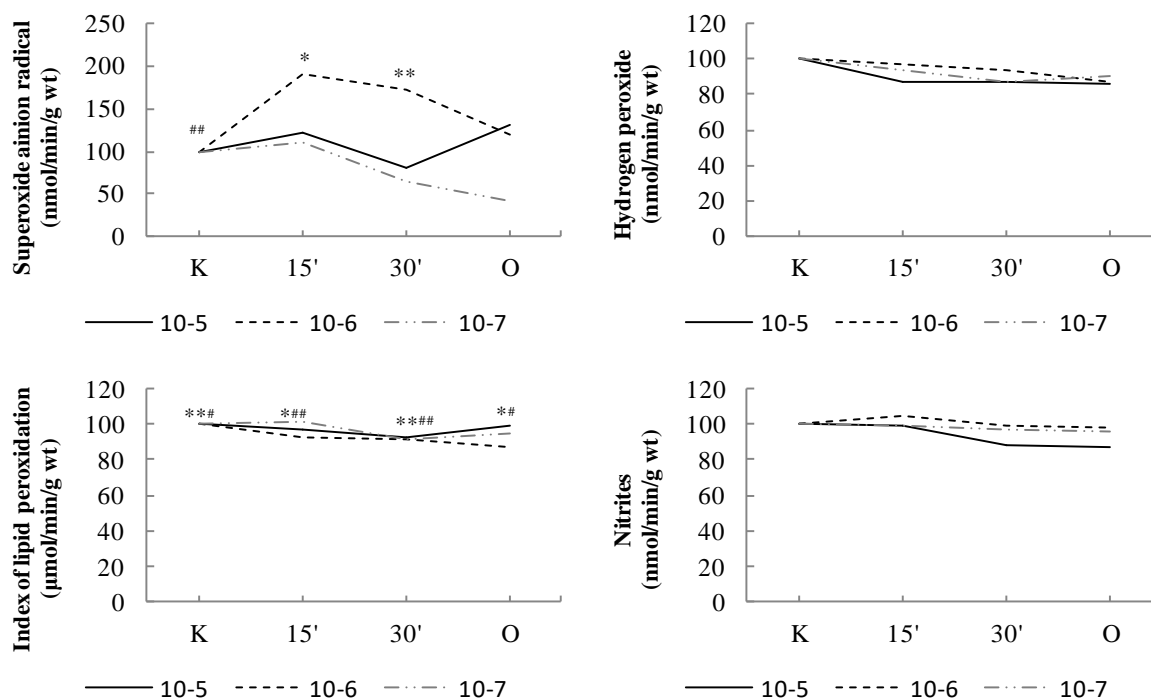 Superoxide ainion radical
(nmol/min/g wt)
250
200
150
100
50
0
##
*
**
K 15' 30' O
10-5 10-6 10-7
Hydrogen peroxide
(nmol/min/g wt)
120
100
80
60
40
20
0
K 15' 30' O
10-5 10-6 10-7
Index of lipid peroxidation
(µmol/min/g wt)
120
100
80
60
40
20
0
**# *## **## *#
K 15' 30' O
10-5 10-6 10-7
Nitrites
(nmol/min/g wt)
120
100
80
60
40
20
0
K 15' 30' O
10-5 10-6 10-7